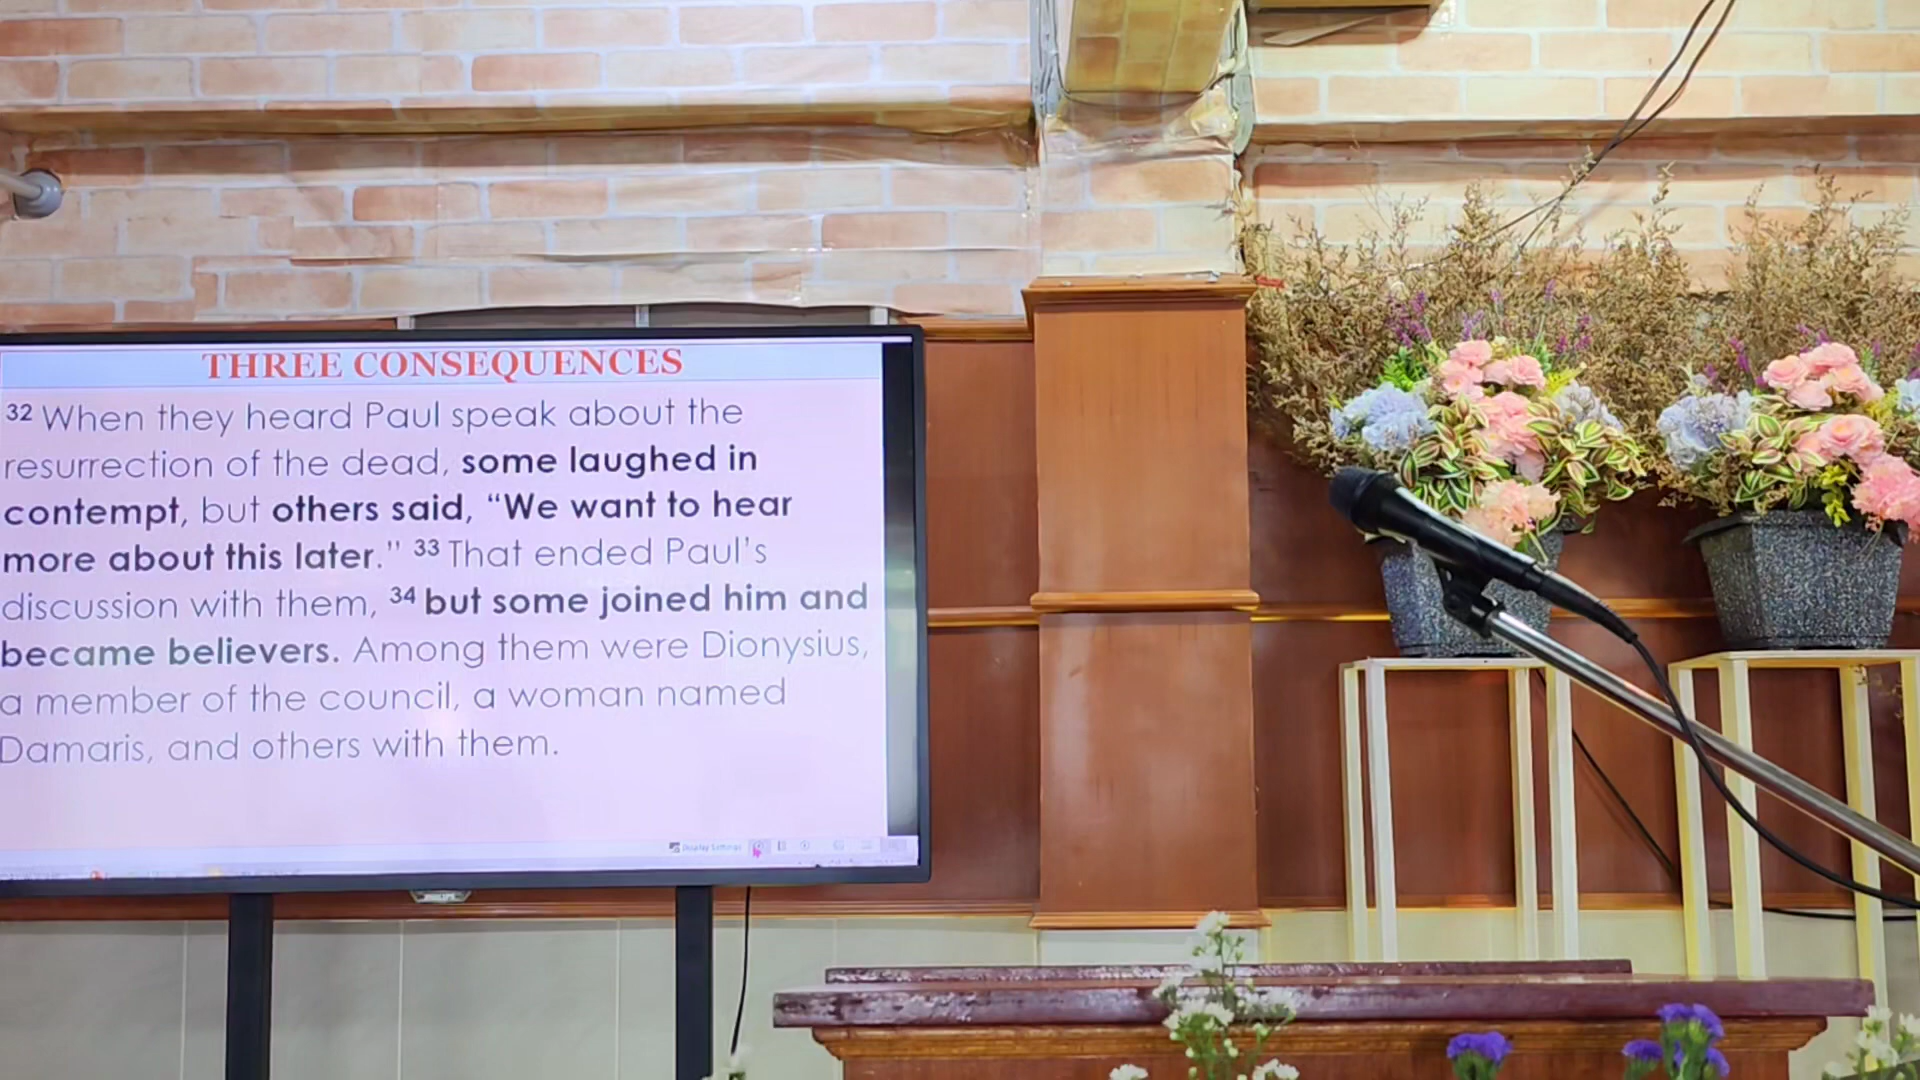 THREE CONSEQUENCES
32 When they heard Paul speak about the
resurrection of the dead, some laughed in
contempt, but others said, “We want to hear
more about this later.” 33 That ended Paul’s
discussion with them, 34 but some joined him and
became believers. Among them were Dionysius,
a member of the council, a woman named
Damaris, and others with them.
Display Settings
PHILIPS